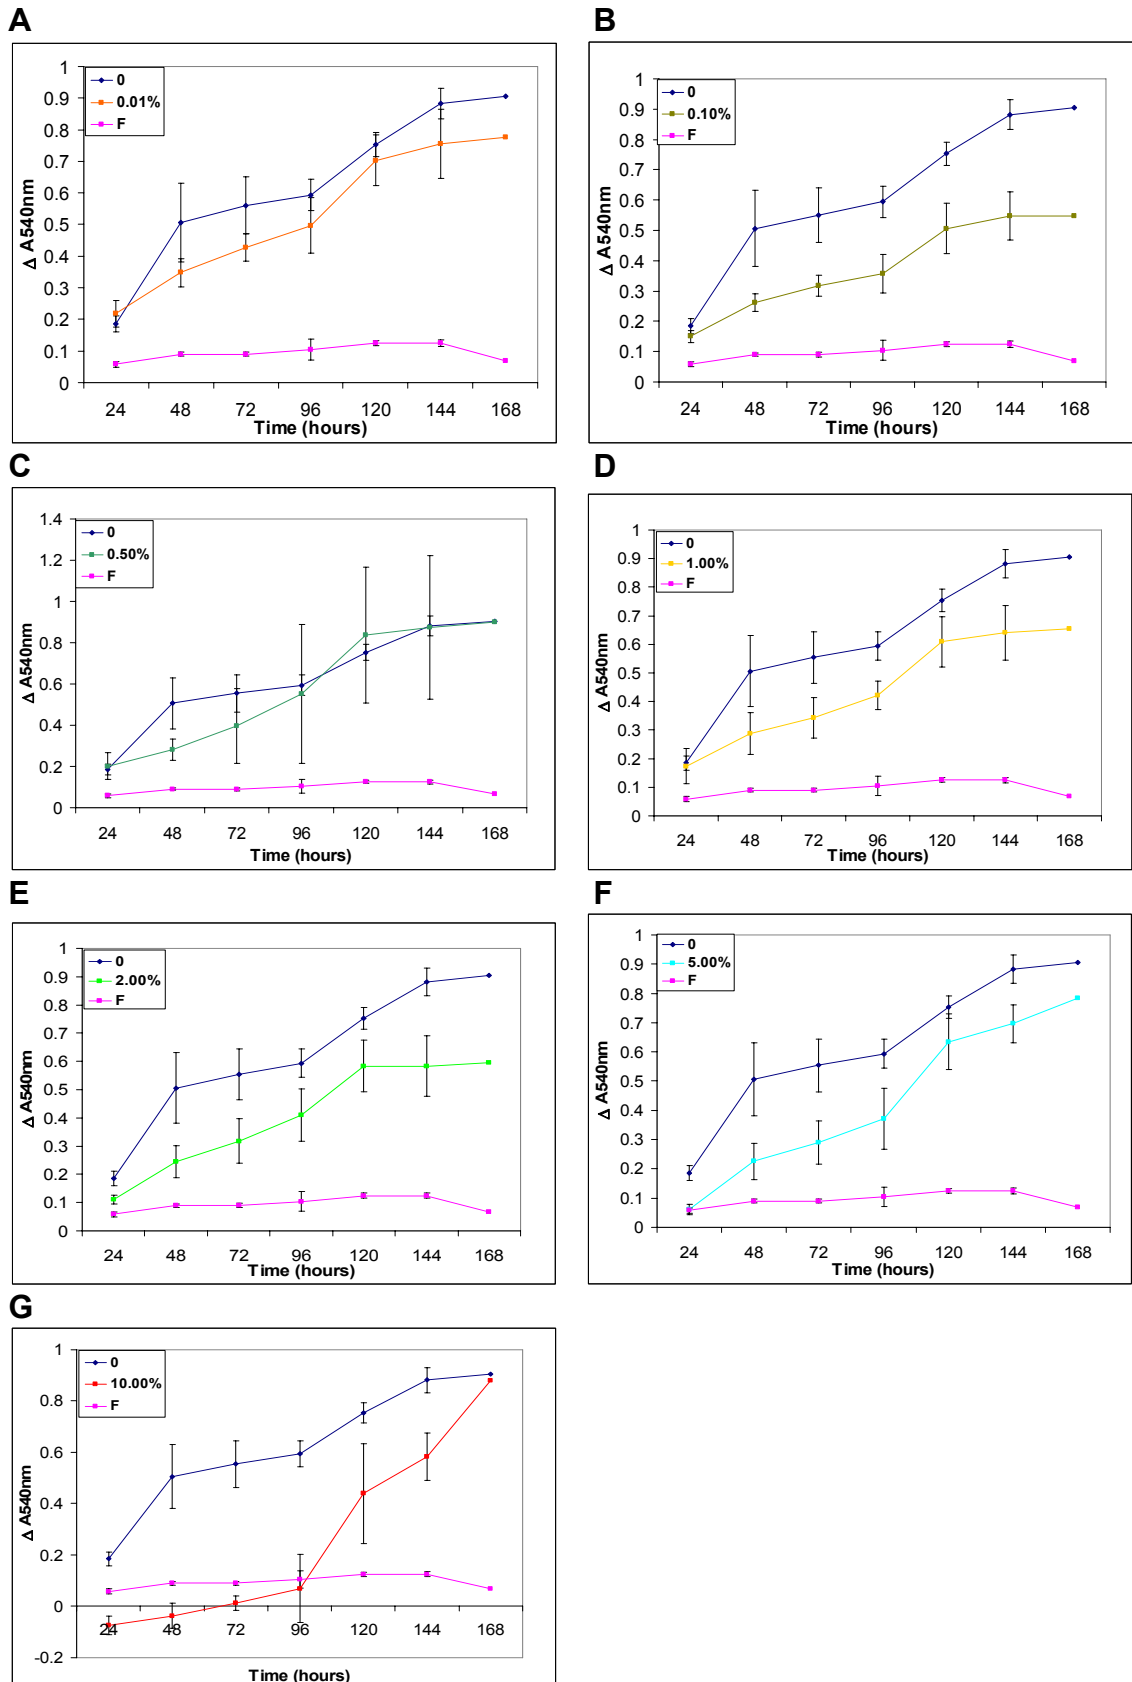 A
1
0.9
0.8
0.7
0.6
0.5
0.4
0.3
0.2
0.1
0
0
0.01%
F
Δ A540nm
24 48 72 96 120 144 168
Time (hours)
B
1
0.9
0.8
0.7
0.6
0.5
0.4
0.3
0.2
0.1
0
0
0.10%
F
Δ A540nm
24 48 72 96 120 144 168
Time (hours)
C
1.4
1.2
1
0.8
0.6
0.4
0.2
0
0
0.50%
F
Δ A540nm
24 48 72 96 120 144 168
Time (hours)
D
1
0.9
0.8
0.7
0.6
0.5
0.4
0.3
0.2
0.1
0
0
1.00%
F
Δ A540nm
24 48 72 96 120 144 168
Time (hours)
E
1
0.9
0.8
0.7
0.6
0.5
0.4
0.3
0.2
0.1
0
0
2.00%
F
Δ A540nm
24 48 72 96 120 144 168
Time (hours)
F
1
0.9
0.8
0.7
0.6
0.5
0.4
0.3
0.2
0.1
0
0
5.00%
F
Δ A540nm
24 48 72 96 120 144 168
Time (hours)
G
1
0.8
0.6
0.4
0.2
0
-0.2
0
10.00%
F
Δ A540nm
24 48 72 96 120 144 168
Time (hours)